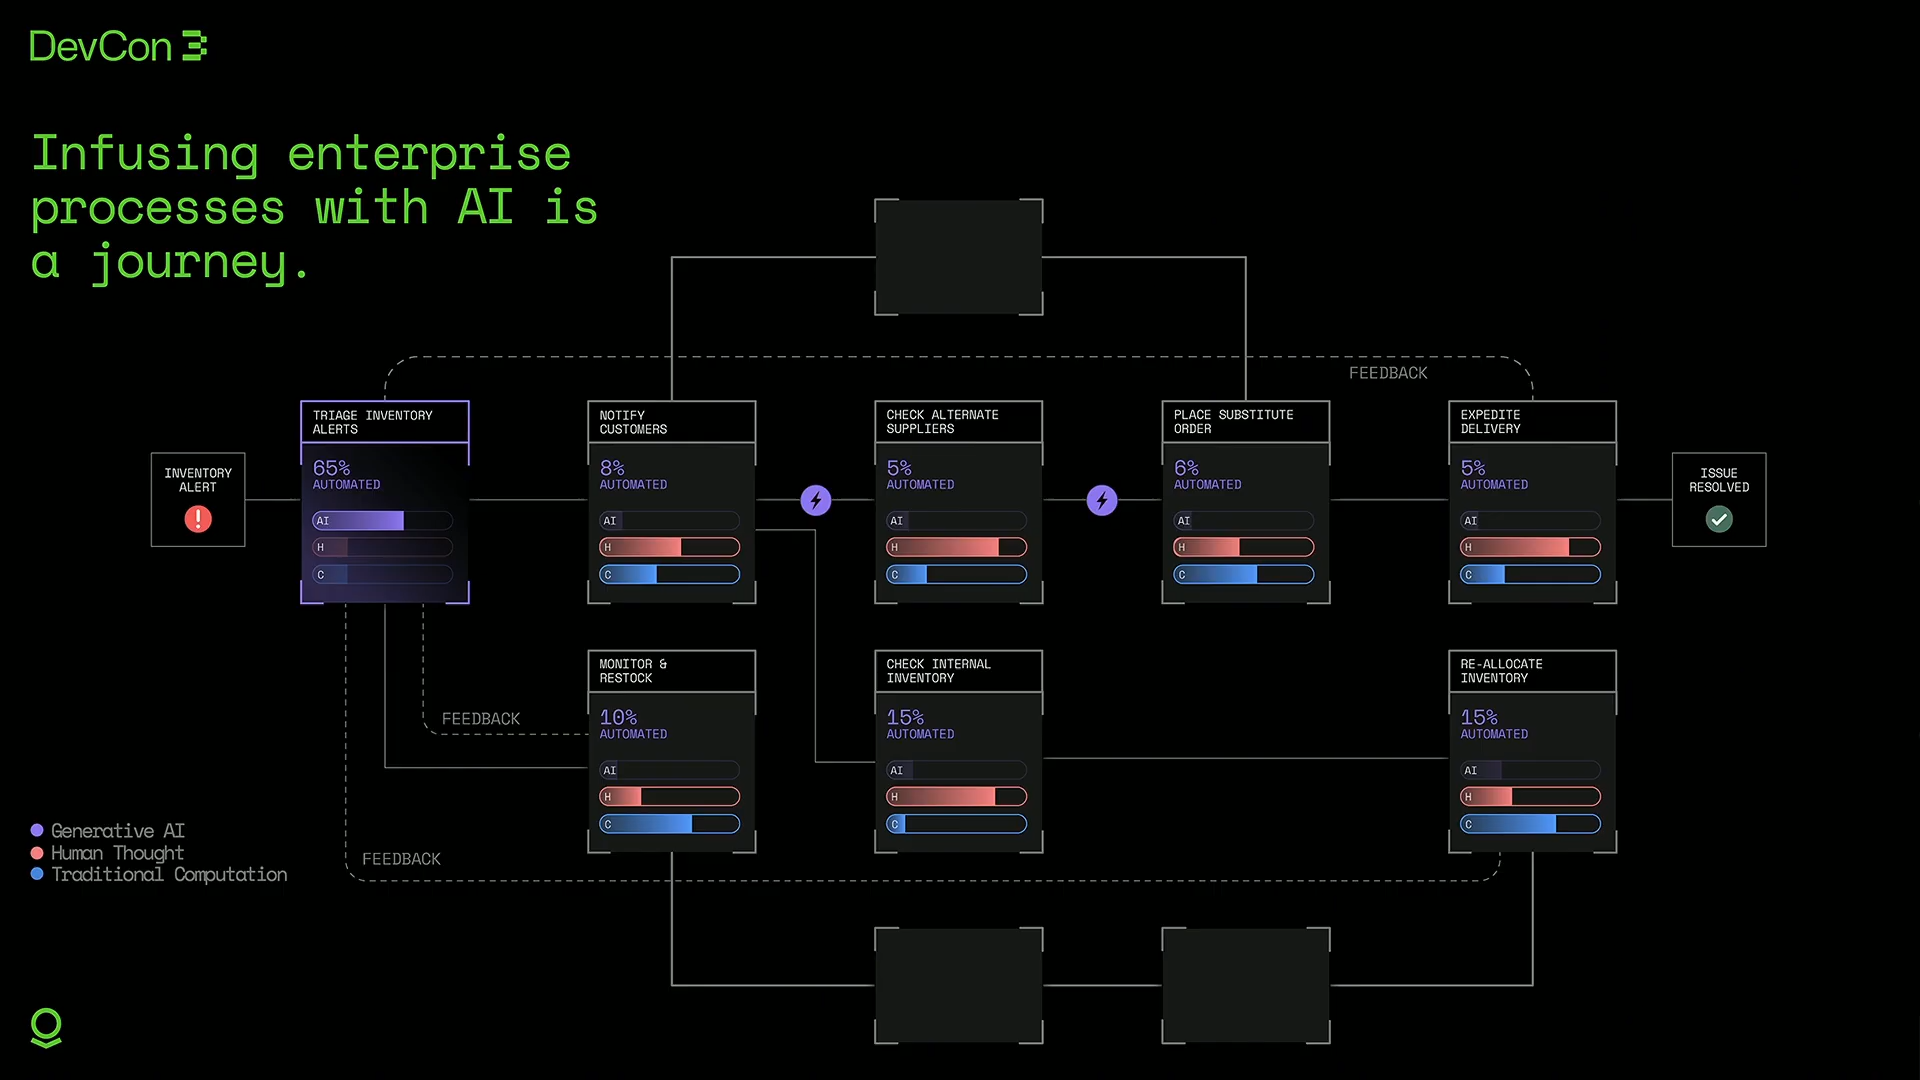 DevCon 3
Infusing enterprise
processes with AI is
a journey.
FEEDBACK
INVENTORY
ALERT
TRIAGE INVENTORY
ALERTS
65%
AUTOMATED
AI
H
C
NOTIFY
CUSTOMERS
8%
AUTOMATED
AI
H
C
CHECK ALTERNATE
SUPPLIERS
5%
AUTOMATED
AI
H
C
PLACE SUBSTITUTE
ORDER
6%
AUTOMATED
AI
H
C
EXPEDITE
DELIVERY
5%
AUTOMATED
AI
H
C
ISSUE
RESOLVED
FEEDBACK
MONITOR &
RESTOCK
10%
AUTOMATED
AI
H
C
CHECK INTERNAL
INVENTORY
15%
AUTOMATED
AI
H
C
RE-ALLOCATE
INVENTORY
15%
AUTOMATED
AI
H
C
FEEDBACK
Generative AI
Human Thought
Traditional Computation